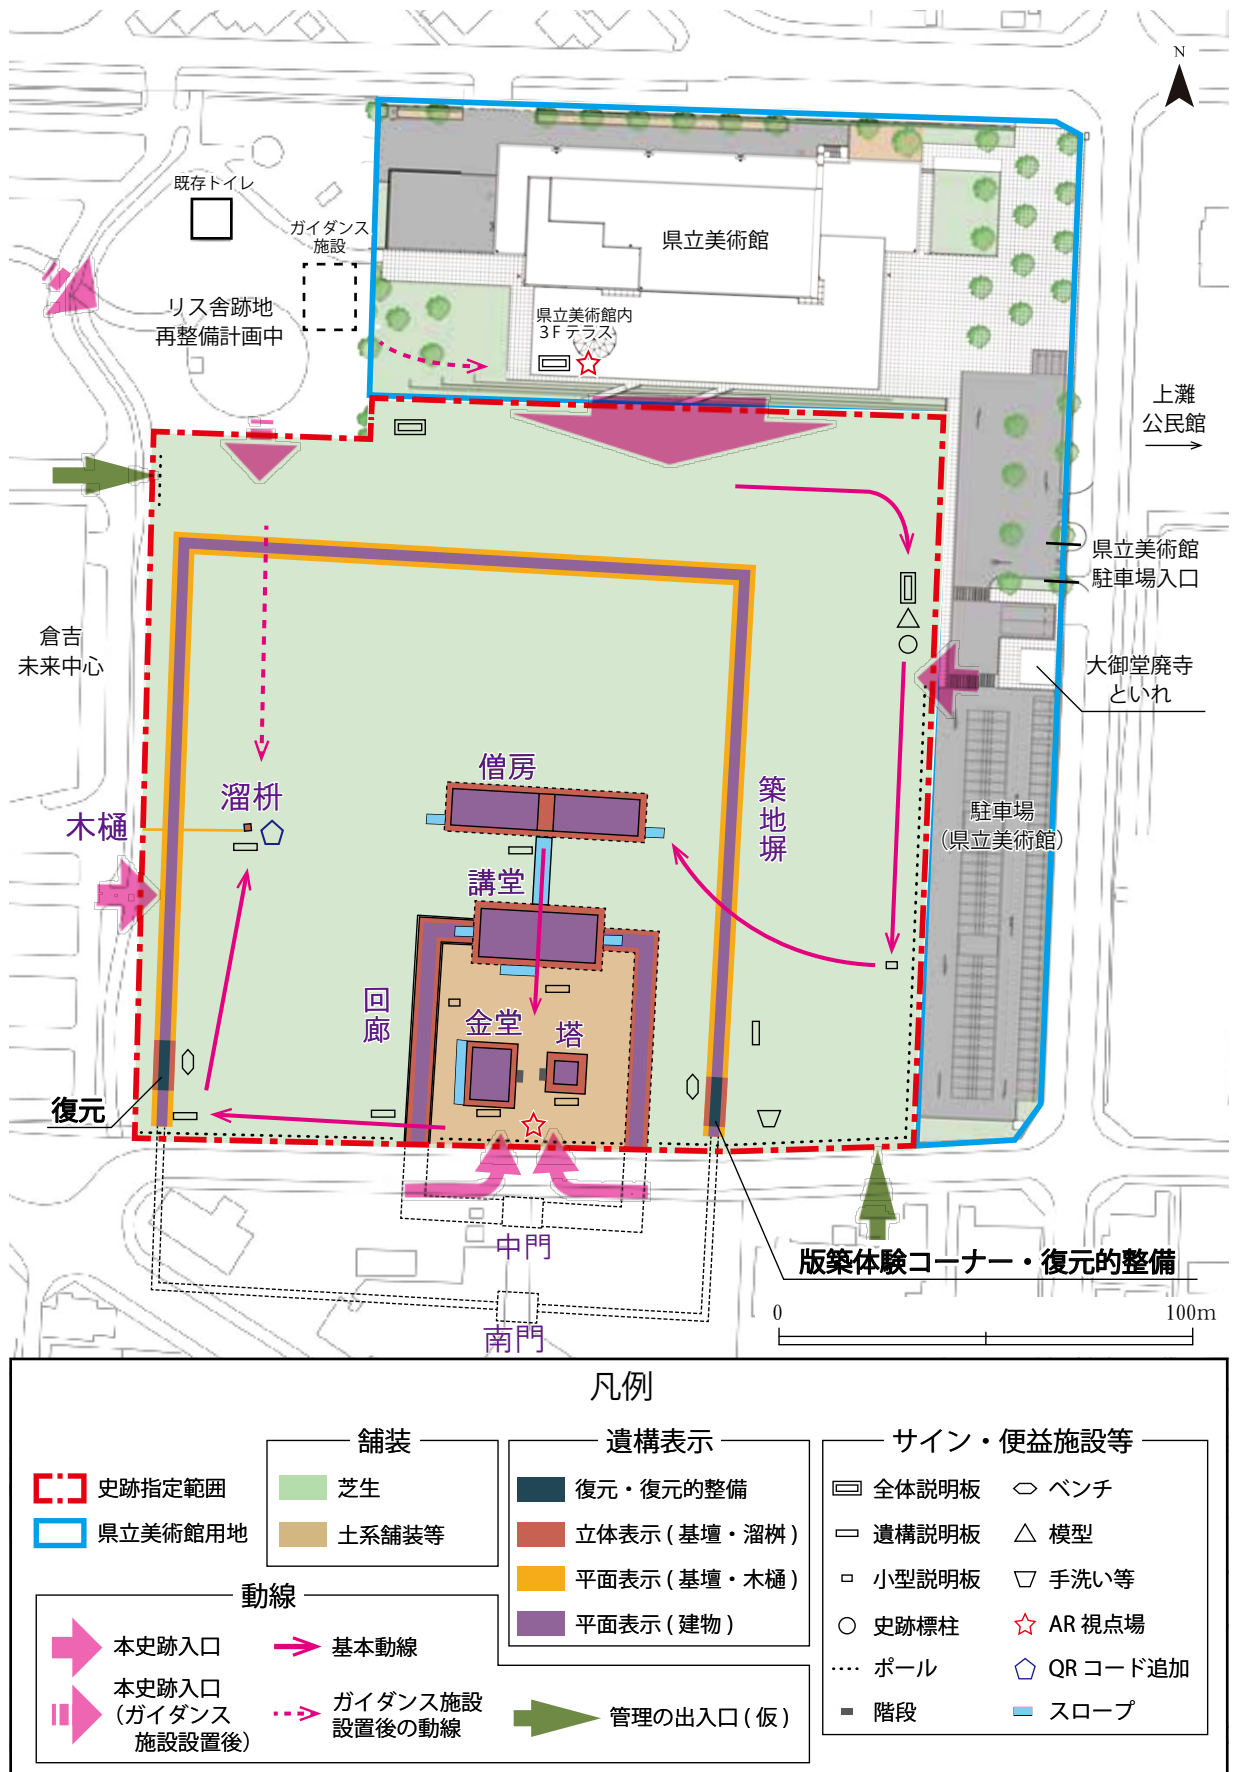 N
既存トイレ
ガイダンス
施設
県立美術館
リス舎跡地
再整備計画中
県立美術館内
3Fテラス
上灘
公民館
県立美術館
駐車場入口
倉吉
未来中心
大御堂廃寺
といれ
僧房
溜枡
築地塀
木樋
駐車場
（県立美術館）
講堂
回廊
金堂
塔
復元
中門
版築体験コーナー・復元的整備
南門
0
100m
凡例
史跡指定範囲
県立美術館用地
舗装
芝生
土系舗装等
遺構表示
復元・復元的整備
立体表示(基壇・溜桝)
平面表示(基壇・木樋)
平面表示(建物)
サイン・便益施設等
全体説明板
遺構説明板
小型説明板
史跡標柱
ポール
階段
ベンチ
模型
手洗い等
AR視点場
QRコード追加
スロープ
動線
本史跡入口
本史跡入口
（ガイダンス
施設設置後）
基本動線
ガイダンス施設
設置後の動線
管理の出入口(仮)